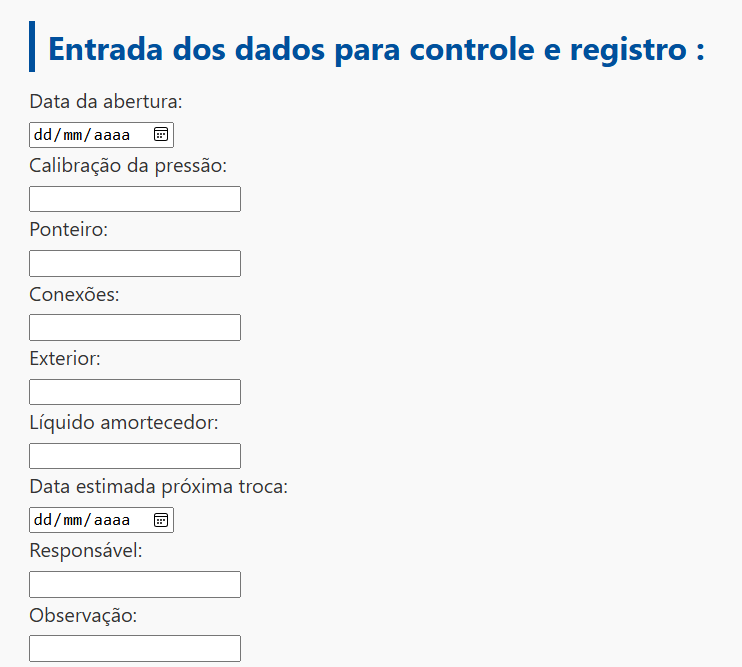 Entrada dos dados para controle e registro :
Data da abertura:
dd/mm/aaaa
Calibração da pressão:
Ponteiro:
Conexões:
Exterior:
Líquido amortecedor:
Data estimada próxima troca:
dd/mm/aaaa
Responsável:
Observação: